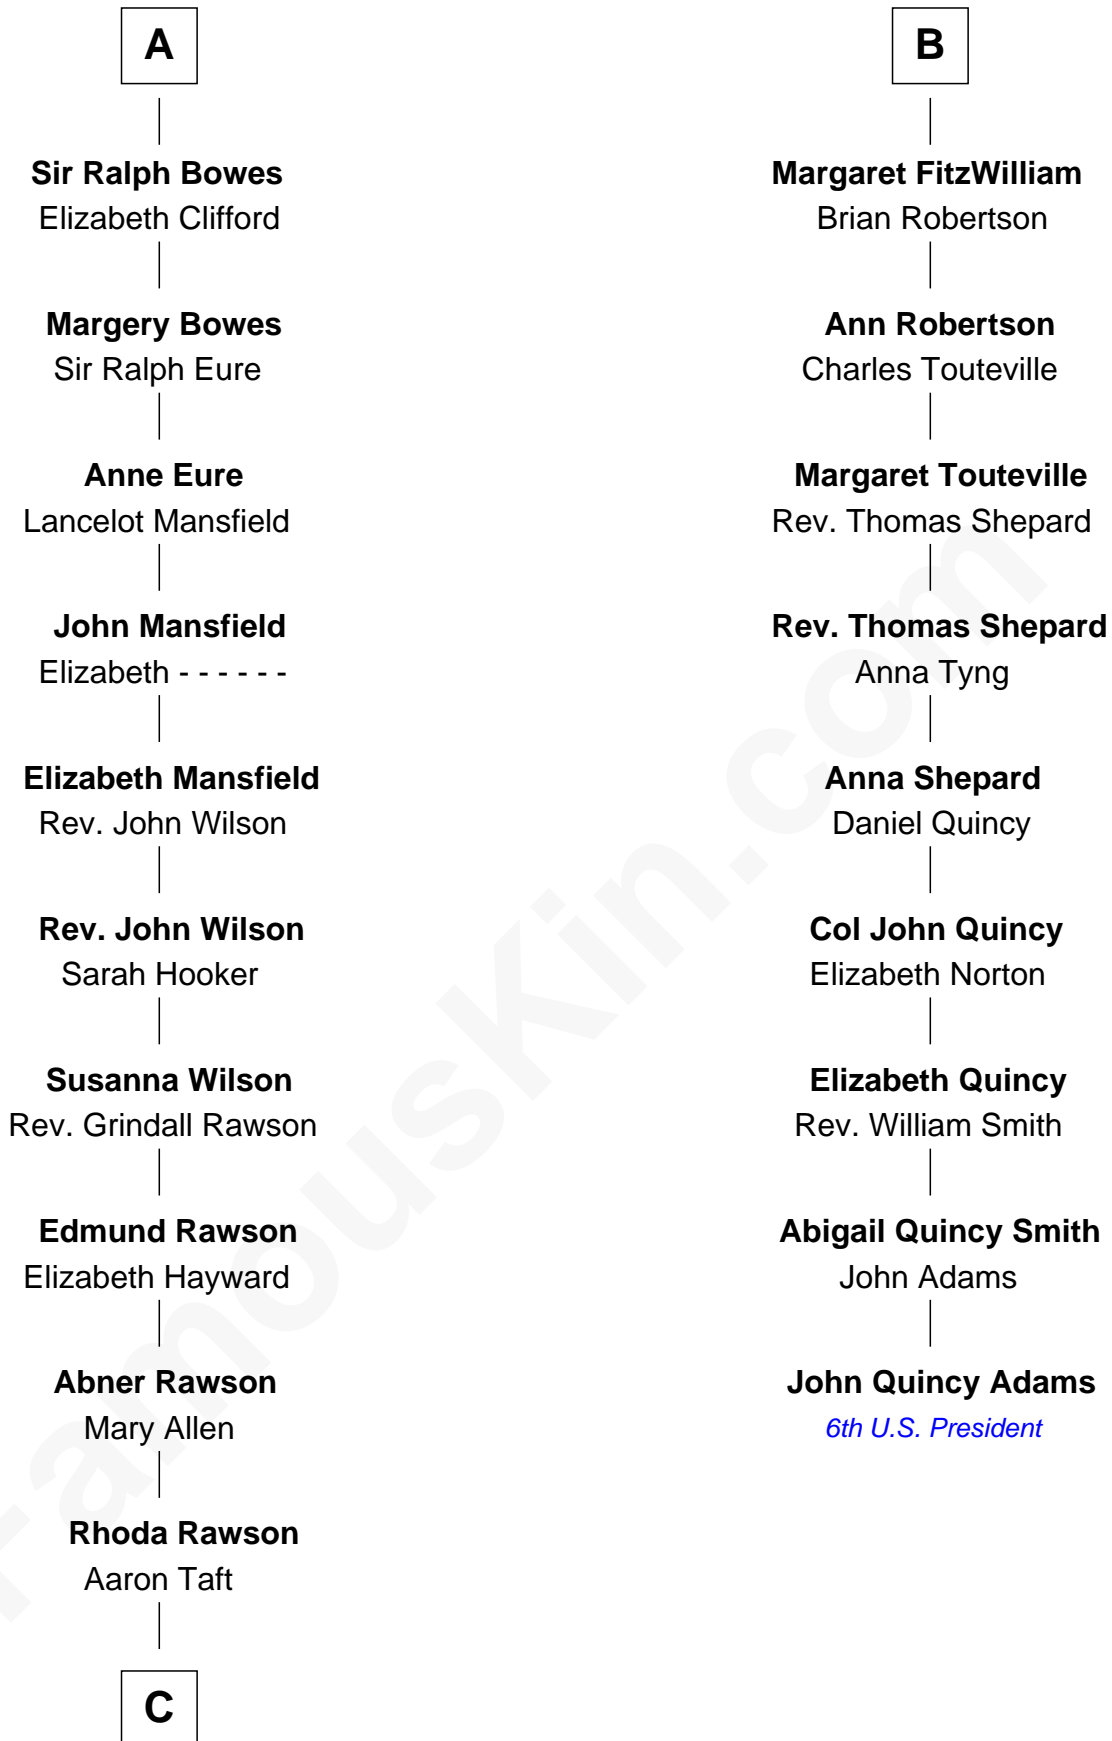 A
Sir Ralph Bowes
Elizabeth Clifford
Margery Bowes
Sir Ralph Eure
Anne Eure
Lancelot Mansfield
John Mansfield
Elizabeth - - - - - -
Elizabeth Mansfield
Rev. John Wilson
Rev. John Wilson
Sarah Hooker
Susanna Wilson
Rev. Grindall Rawson
Edmund Rawson
Elizabeth Hayward
Abner Rawson
Mary Allen
Rhoda Rawson
Aaron Taft
C
B
Margaret FitzWilliam
Brian Robertson
Ann Robertson
Charles Touteville
Margaret Touteville
Rev. Thomas Shepard
Rev. Thomas Shepard
Anna Tyng
Anna Shepard
Daniel Quincy
Col John Quincy
Elizabeth Norton
Elizabeth Quincy
Rev. William Smith
Abigail Quincy Smith
John Adams
John Quincy Adams
6th U.S. President
FamousKin.com